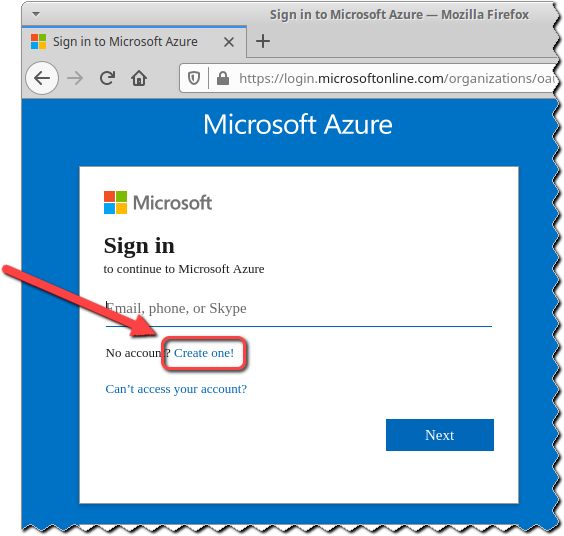 Sign in to Microsoft Azure — Mozilla Firefox
Sign in to Microsoft Azure
https://login.microsoftonline.com/organizations/oat
Microsoft Azure
Microsoft
Sign in
to continue to Microsoft Azure
Email, phone, or Skype
No account? Create one!
Can’t access your account?
Next